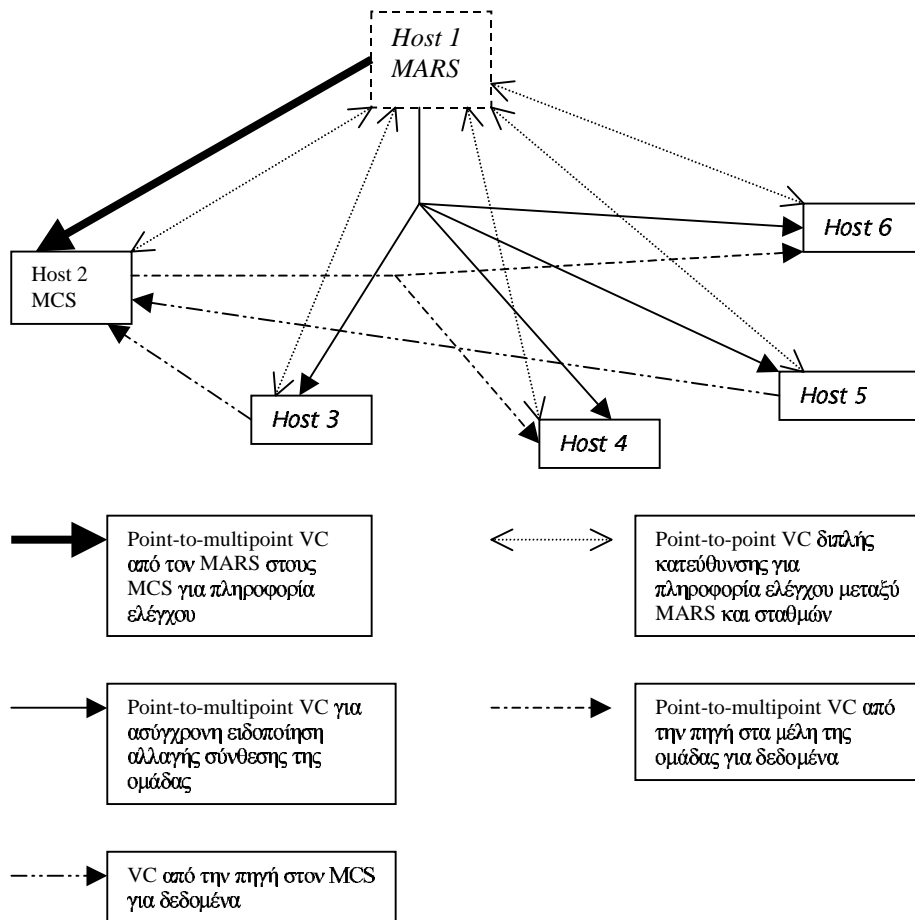 Host 1
MARS
Host 6
Host 2
MCS
Host 5
Host 3
Host 4
Point-to-multipoint VC
από τον MARS στους
MCS για πληροφορία
ελέγχου
Point-to-point VC διπλής
κατεύθυνσης για
πληροφορία ελέγχου μεταξύ
MARS και σταθμών
Point-to-multipoint VC για
ασύγχρονη ειδοποίηση
αλλαγής σύνθεσης της
ομάδας
Point-to-multipoint VC από
την πηγή στα μέλη της
ομάδας για δεδομένα
VC από την πηγή στον MCS
για δεδομένα